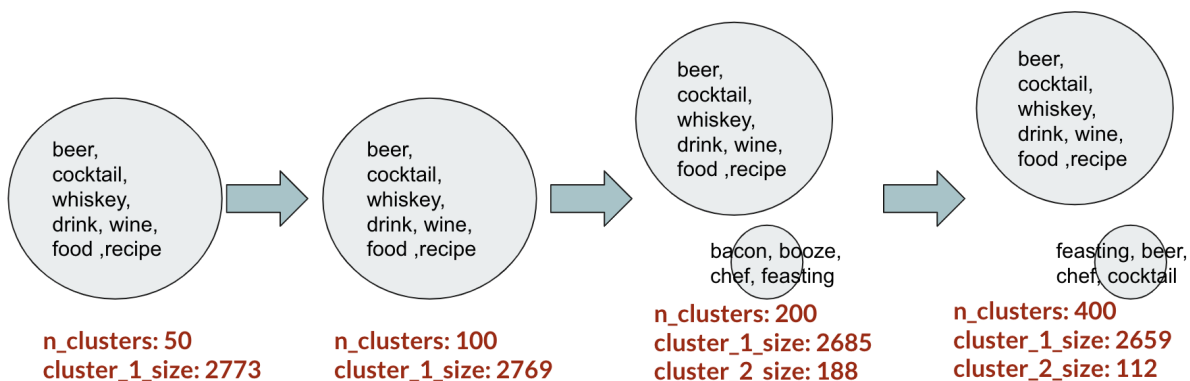 beer,
cocktail,
whiskey,
drink, wine,
food ,recipe
n_clusters: 50
cluster_1_size: 2773
beer,
cocktail,
whiskey,
drink, wine,
food ,recipe
n_clusters: 100
cluster_1_size: 2769
beer,
cocktail,
whiskey,
drink, wine,
food ,recipe
bacon, booze,
chef, feasting
n_clusters: 200
cluster_1_size: 2685
cluster_2_size: 188
beer,
cocktail,
whiskey,
drink, wine,
food ,recipe
feasting, beer,
chef, cocktail
n_clusters: 400
cluster_1_size: 2659
cluster_2_size: 112